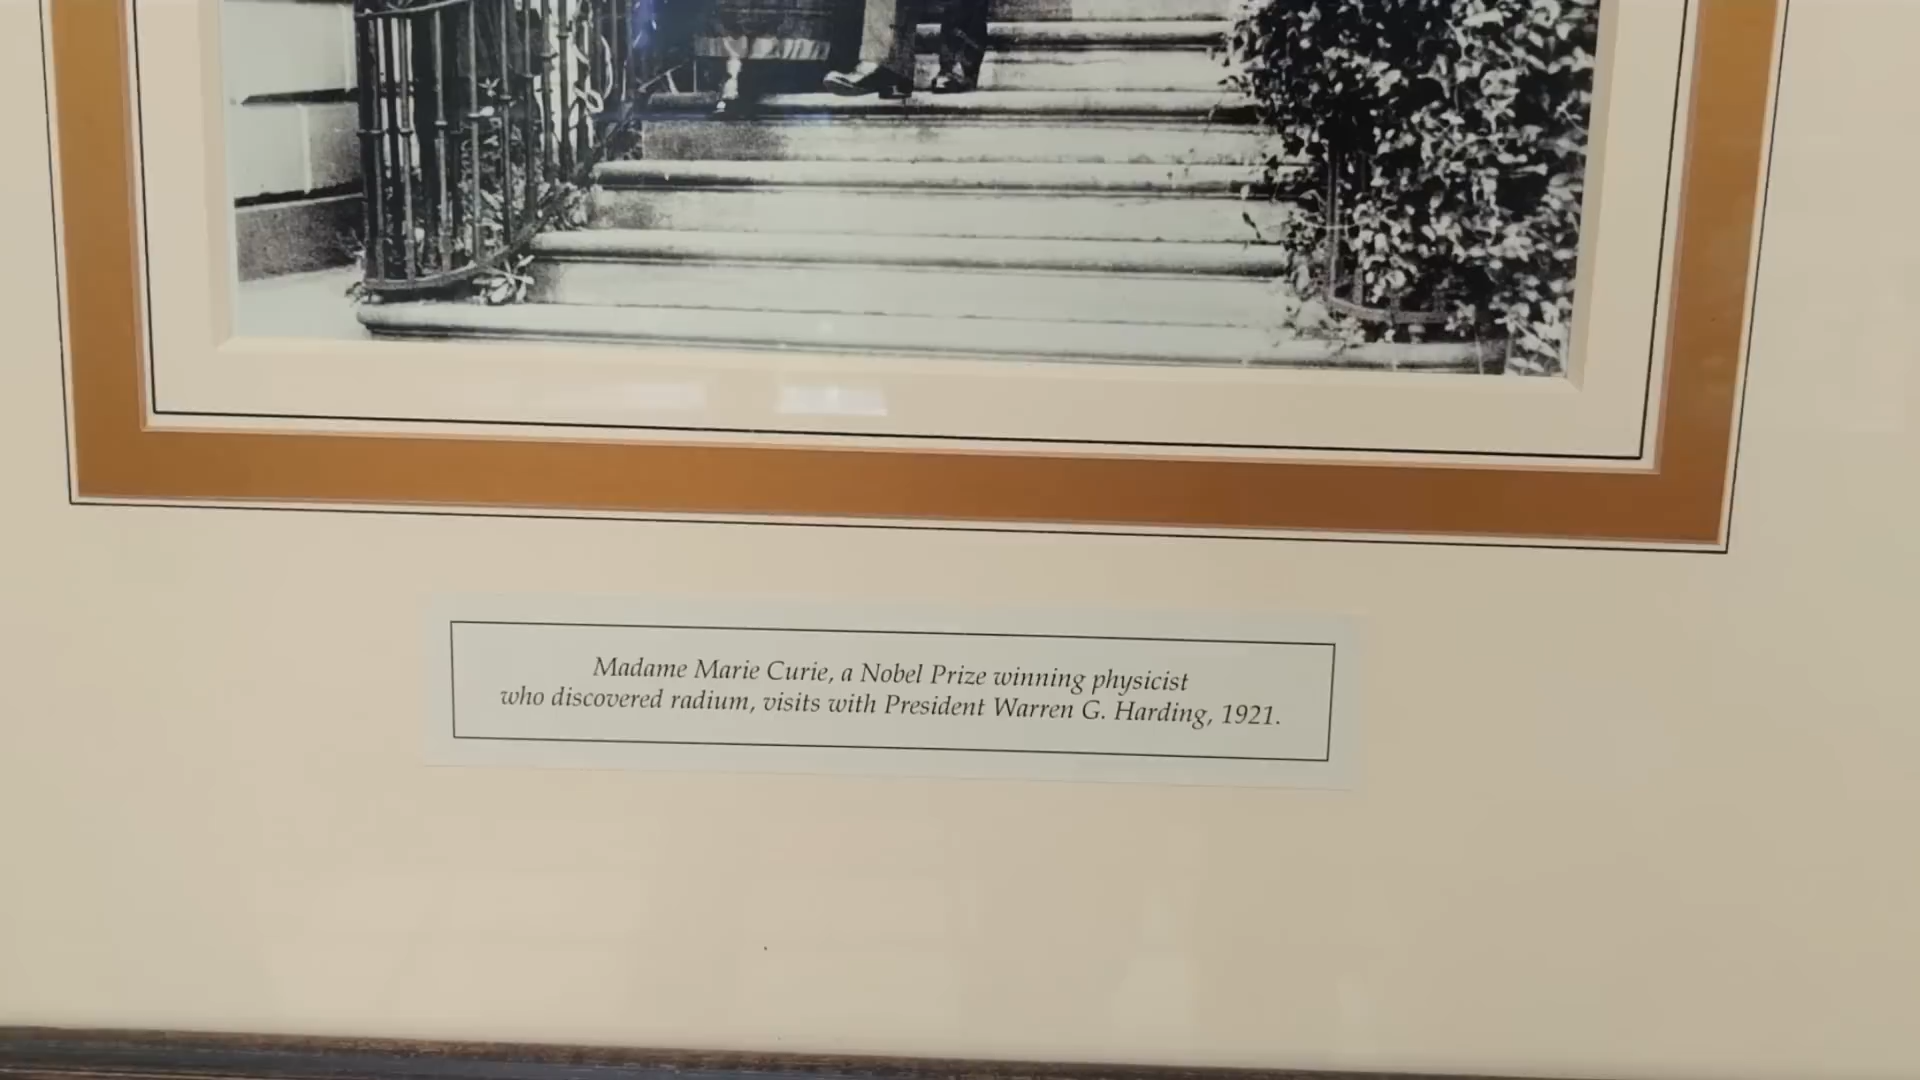 Madame Marie Curie, a Nobel Prize winning physicist
who discovered radium, visits with President Warren G. Harding, 1921.